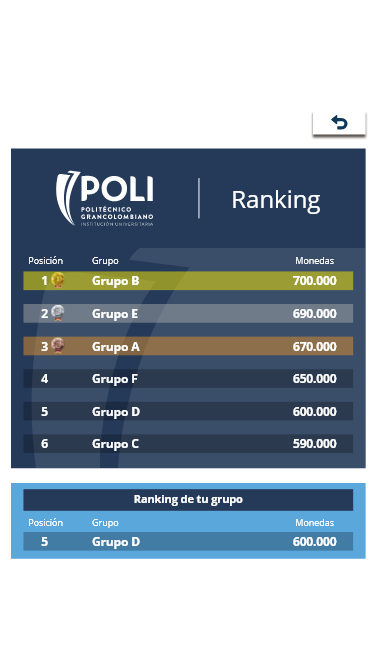 POLI
POLITÉCNICO
GRANCOLOMBIANO
INSTITUCIÓN UNIVERSITARIA
Ranking
Posición Grupo Monedas
1 Grupo B 700.000
2 Grupo E 690.000
3 Grupo A 670.000
4 Grupo F 650.000
5 Grupo D 600.000
6 Grupo C 590.000
Ranking de tu grupo
Posición Grupo Monedas
5 Grupo D 600.000